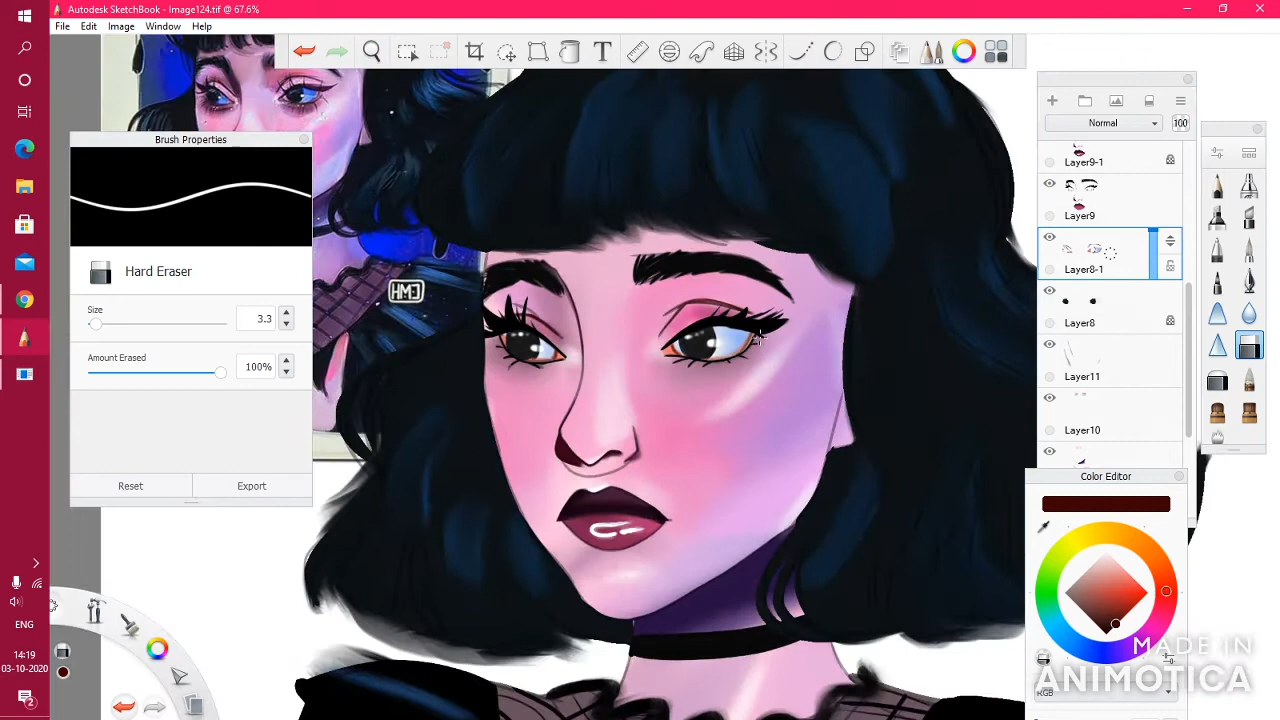 Autodesk SketchBook - Image124.tif @ 67.6%
File Edit Image Window Help
T
Brush Properties
Hard Eraser
Size
3.3
Amount Erased
100%
Reset Export
HMJ
Normal 100
Layer9-1
Layer9
Layer8-1
Layer8
Layer11
Layer10
Color Editor
RGB
ENG
14:19
03-10-2020
2
MADE IN
ANIMOTICA